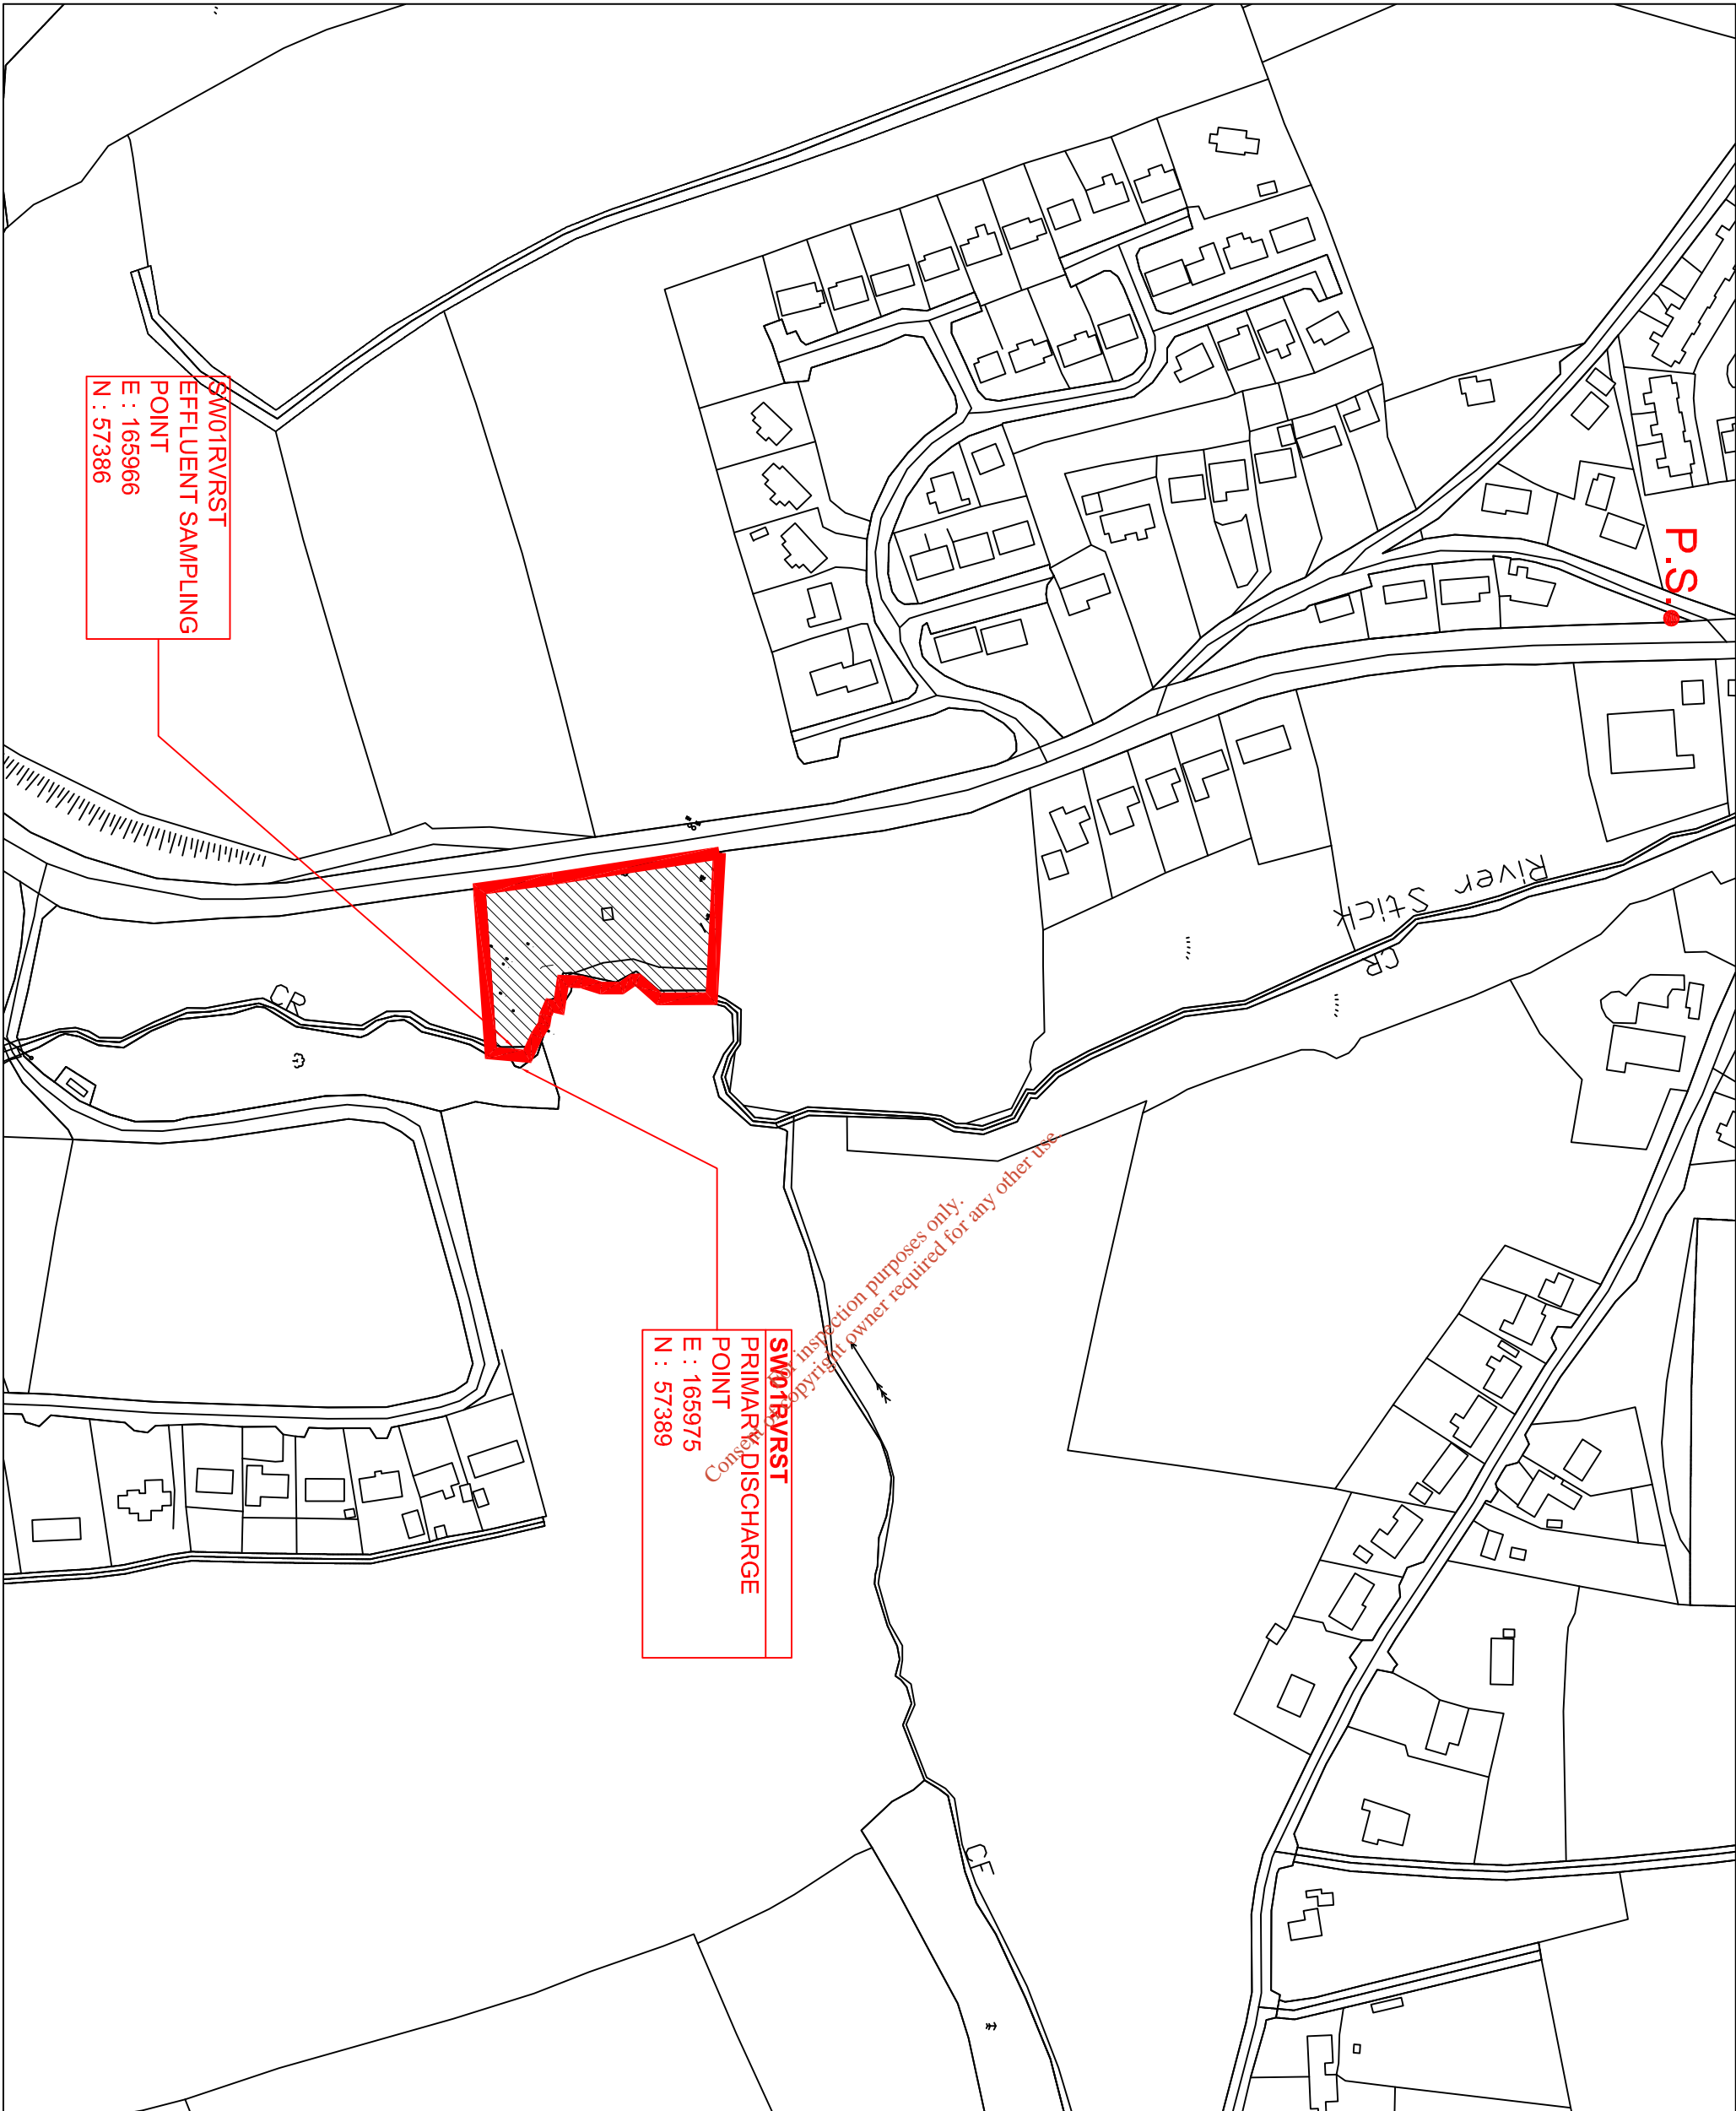 P.S.
SW01RVRST
EFFLUENT SAMPLING
POINT
E : 165966
N : 57386
River Stick
CR
CR
SW01RVRST
PRIMARY DISCHARGE
POINT
E : 165975
N : 57389
For inspection purposes only.
Consent of copyright owner required for any other use.
CF